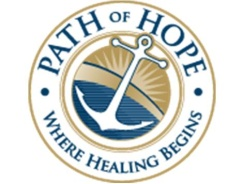 PATH OF HOPE
WHERE HEALING BEGINS